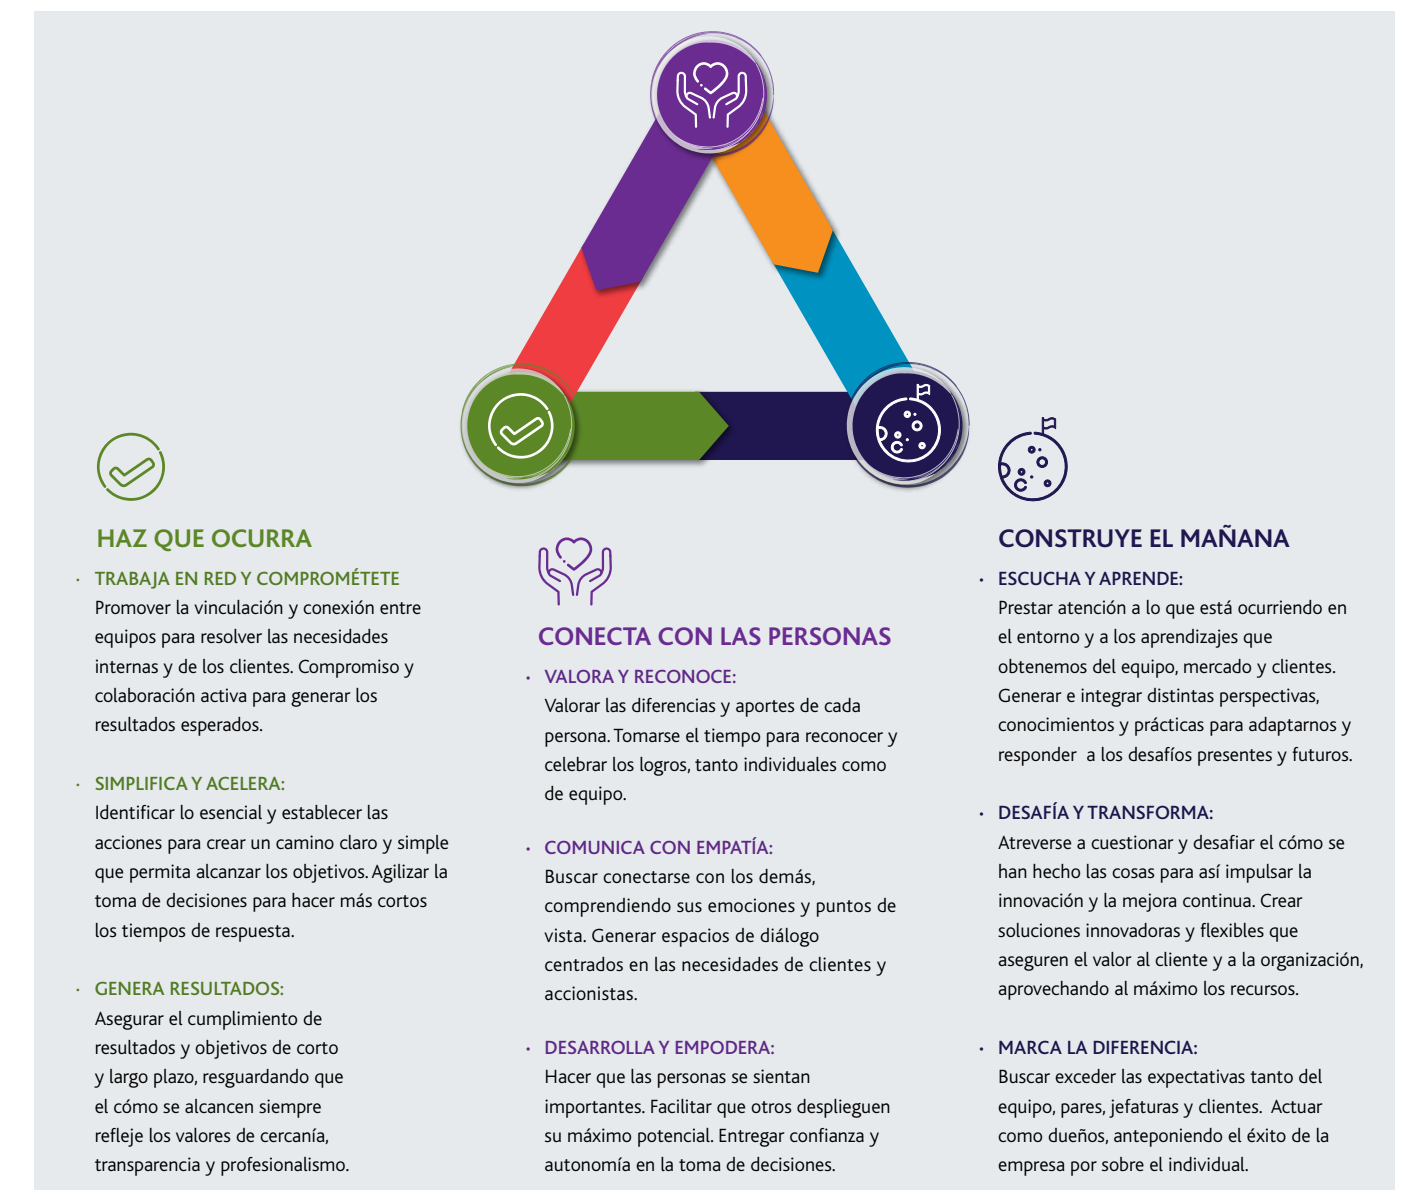 HAZ QUE OCURRA
· TRABAJA EN RED Y COMPROMÉTETE
Promover la vinculación y conexión entre
equipos para resolver las necesidades
internas y de los clientes. Compromiso y
colaboración activa para generar los
resultados esperados.
· SIMPLIFICA Y ACELERA:
Identificar lo esencial y establecer las
acciones para crear un camino claro y simple
que permita alcanzar los objetivos. Agilizar la
toma de decisiones para hacer más cortos
los tiempos de respuesta.
· GENERA RESULTADOS:
Asegurar el cumplimiento de
resultados y objetivos de corto
y largo plazo, resguardando que
el cómo se alcancen siempre
refleje los valores de cercanía,
transparencia y profesionalismo.
CONECTA CON LAS PERSONAS
· VALORA Y RECONOCE:
Valorar las diferencias y aportes de cada
persona. Tomarse el tiempo para reconocer y
celebrar los logros, tanto individuales como
de equipo.
· COMUNICA CON EMPATÍA:
Buscar conectarse con los demás,
comprendiendo sus emociones y puntos de
vista. Generar espacios de diálogo
centrados en las necesidades de clientes y
accionistas.
· DESARROLLA Y EMPODERA:
Hacer que las personas se sientan
importantes. Facilitar que otros desplieguen
su máximo potencial. Entregar confianza y
autonomía en la toma de decisiones.
CONSTRUYE EL MAÑANA
· ESCUCHA Y APRENDE:
Prestar atención a lo que está ocurriendo en
el entorno y a los aprendizajes que
obtenemos del equipo, mercado y clientes.
Generar e integrar distintas perspectivas,
conocimientos y prácticas para adaptarnos y
responder a los desafíos presentes y futuros.
· DESAFÍA Y TRANSFORMA:
Atreverse a cuestionar y desafiar el cómo se
han hecho las cosas para así impulsar la
innovación y la mejora continua. Crear
soluciones innovadoras y flexibles que
aseguren el valor al cliente y a la organización,
aprovechando al máximo los recursos.
· MARCA LA DIFERENCIA:
Buscar exceder las expectativas tanto del
equipo, pares, jefaturas y clientes. Actuar
como dueños, anteponiendo el éxito de la
empresa por sobre el individual.